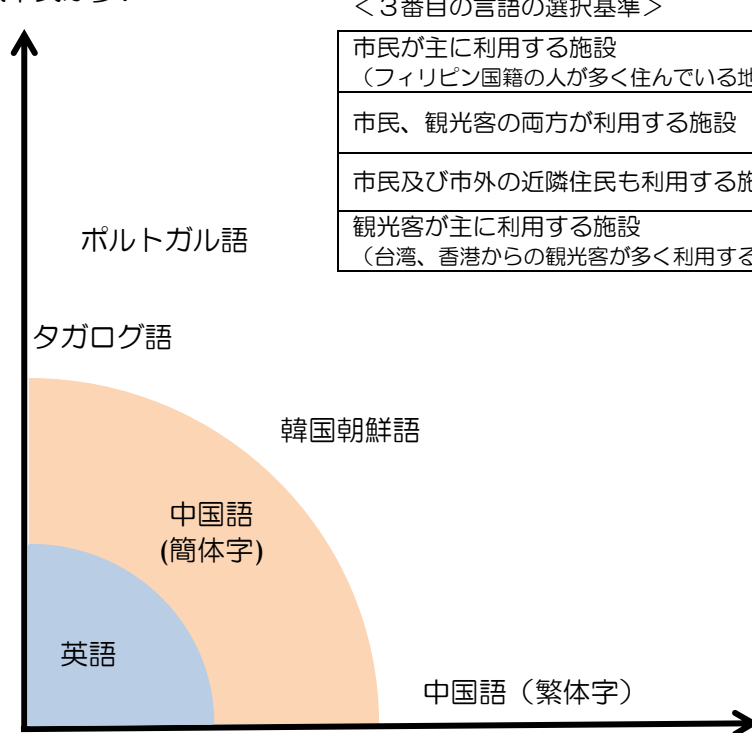 ＜３番目の言語の選択基準＞
市民が主に利用する施設
（フィリピン国籍の人が多く住んでいる地
市民、観光客の両方が利用する施設
市民及び市外の近隣住民も利用する施
観光客が主に利用する施設
（台湾、香港からの観光客が多く利用する
ポルトガル語
タガログ語
韓国朝鮮語
中国語
(簡体字)
英語
中国語（繁体字）